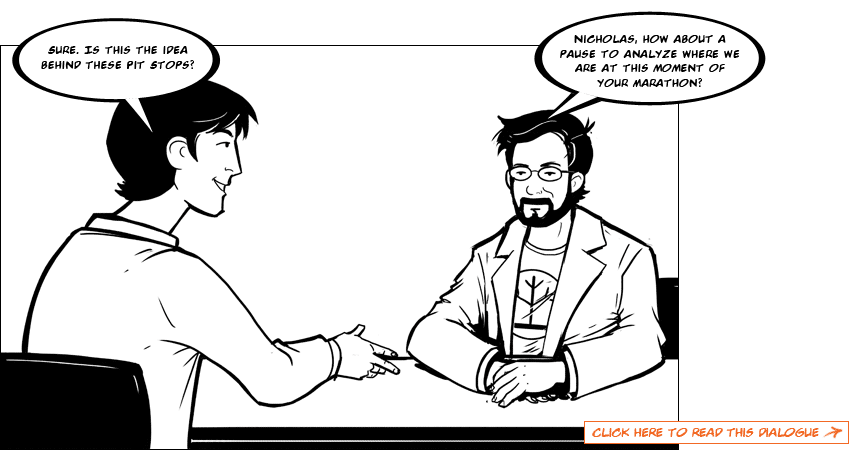 SURE. IS THIS THE IDEA
BEHIND THESE PIT STOPS?
NICHOLAS, HOW ABOUT A
PAUSE TO ANALYZE WHERE WE
ARE AT THIS MOMENT OF
YOUR MARATHON?
CLICK HERE TO READ THIS DIALOGUE